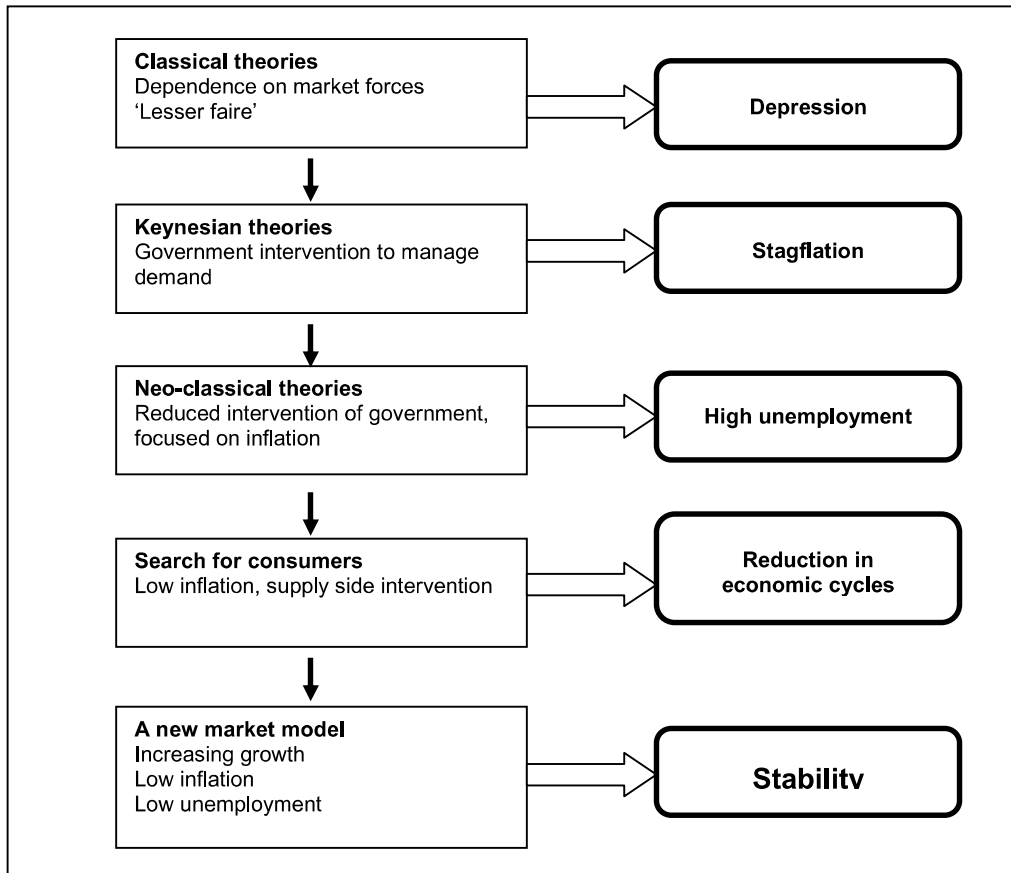 Classical theories
Dependence on market forces
‘Lesser faire’
Depression
Keynesian theories
Government intervention to manage
demand
Stagflation
Neo-classical theories
Reduced intervention of government,
focused on inflation
High unemployment
Search for consumers
Low inflation, supply side intervention
Reduction in
economic cycles
A new market model
Increasing growth
Low inflation
Low unemployment
Stability